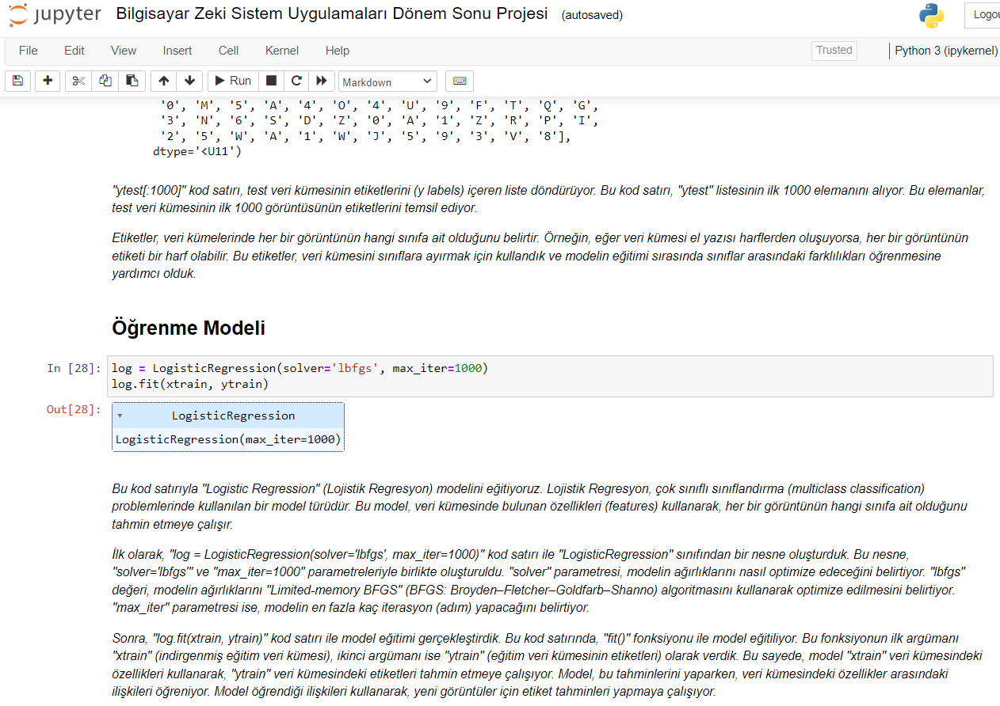 jupyter Bilgisayar Zeki Sistem Uygulamaları Dönem Sonu Projesi (autosaved)
Logou
File Edit View Insert Cell Kernel Help
Trusted
Python 3 (ipykernel)
Run
Markdown
'0', 'M', '5', 'A', '4', 'O', '4', 'U', '9', 'F', 'T', 'Q', 'G',
'3', 'N', '6', 'S', 'D', 'Z', '0', 'A', '1', 'Z', 'R', 'P', 'I',
'2', '5', 'W', 'A', '1', 'W', 'J', '5', '9', '3', 'V', '8'],
dtype='<U11')
"ytest[:1000]" kod satırı, test veri kümesinin etiketlerini (y labels) içeren liste döndürüyor. Bu kod satırı, "ytest" listesinin ilk 1000 elemanını alıyor. Bu elemanlar,
test veri kümesinin ilk 1000 görüntüsünün etiketlerini temsil ediyor.
Etiketler, veri kümelerinde her bir görüntünün hangi sınıfa ait olduğunu belirtir. Örneğin, eğer veri kümesi el yazısı harflerden oluşuyorsa, her bir görüntünün
etiketi bir harf olabilir. Bu etiketler, veri kümesini sınıflara ayırmak için kullandık ve modelin eğitimi sırasında sınıflar arasındaki farklılıkları öğrenmesine
yardımcı olduk.
Öğrenme Modeli
In [28]: log = LogisticRegression(solver='lbfgs', max_iter=1000)
log.fit(xtrain, ytrain)
Out[28]: LogisticRegression
LogisticRegression(max_iter=1000)
Bu kod satırıyla "Logistic Regression" (Lojistik Regresyon) modelini eğitiyoruz. Lojistik Regresyon, çok sınıflı sınıflandırma (multiclass classification)
problemlerinde kullanılan bir model türüdür. Bu model, veri kümesinde bulunan özellikleri (features) kullanarak, her bir görüntünün hangi sınıfa ait olduğunu
tahmin etmeye çalışır.
İlk olarak, "log = LogisticRegression(solver='lbfgs', max_iter=1000)" kod satırı ile "LogisticRegression" sınıfından bir nesne oluşturduk. Bu nesne,
"solver='lbfgs'" ve "max_iter=1000" parametreleriyle birlikte oluşturuldu. "solver" parametresi, modelin ağırlıklarını nasıl optimize edeceğini belirtiyor. "lbfgs"
değeri, modelin ağırlıklarını "Limited-memory BFGS" (BFGS: Broyden–Fletcher–Goldfarb–Shanno) algoritmasını kullanarak optimize edilmesini belirtiyor.
"max_iter" parametresi ise, modelin en fazla kaç iterasyon (adım) yapacağını belirtiyor.
Sonra, "log.fit(xtrain, ytrain)" kod satırı ile model eğitimi gerçekleştirdik. Bu kod satırında, "fit()" fonksiyonu ile model eğitiliyor. Bu fonksiyonun ilk argümanı
"xtrain" (indirgenmiş eğitim veri kümesi), ikinci argümanı ise "ytrain" (eğitim veri kümesinin etiketleri) olarak verdik. Bu sayede, model "xtrain" veri kümesindeki
özellikleri kullanarak, "ytrain" veri kümesindeki etiketleri tahmin etmeye çalışıyor. Model, bu tahminlerini yaparken, veri kümesindeki özellikler arasındaki
ilişkileri öğreniyor. Model öğrendiği ilişkileri kullanarak, yeni görüntüler için etiket tahminleri yapmaya çalışıyor.